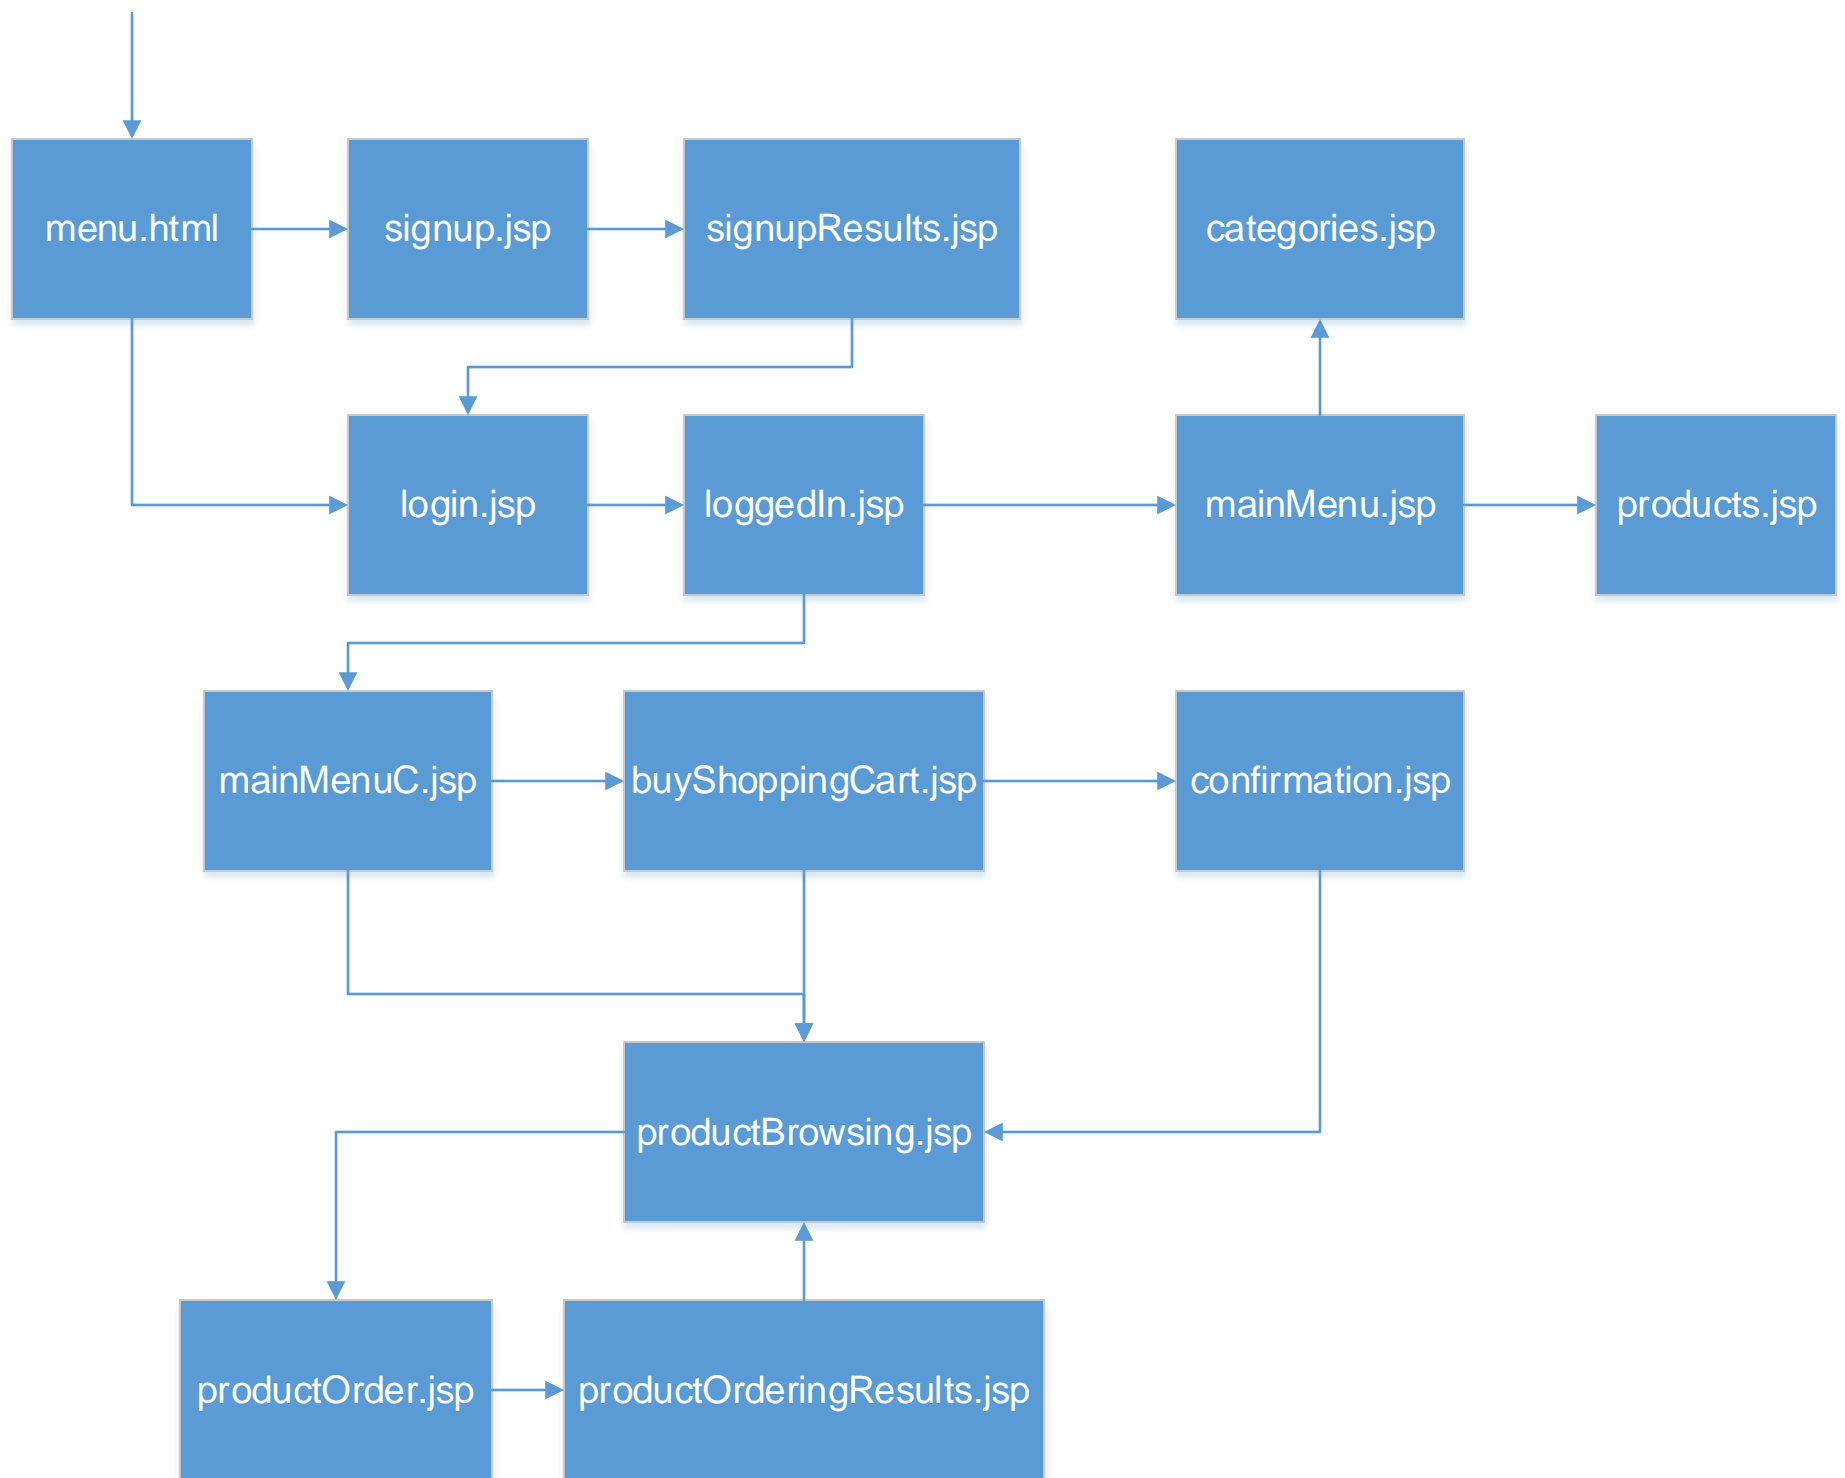 menu.html
signup.jsp
signupResults.jsp
categories.jsp
login.jsp
loggedIn.jsp
mainMenu.jsp
products.jsp
mainMenuC.jsp
buyShoppingCart.jsp
confirmation.jsp
productBrowsing.jsp
productOrder.jsp
productOrderingResults.jsp